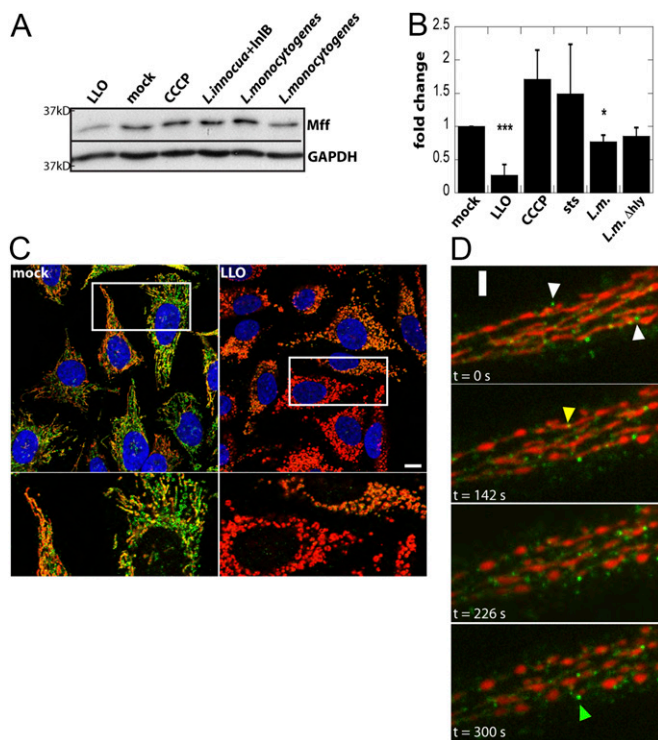 A
LLO
mock
CCCP
L.innocua+InlB
L.monocytogenes
L.monocytogenes
37kD
Mff
GAPDH
37kD
B
fold change
2.5
2
1.5
1
0.5
0
***
*
mock
LLO
CCCP
sts
L.m.
L.m. Δhly
C
mock
LLO
D
t = 0 s
t = 142 s
t = 226 s
t = 300 s